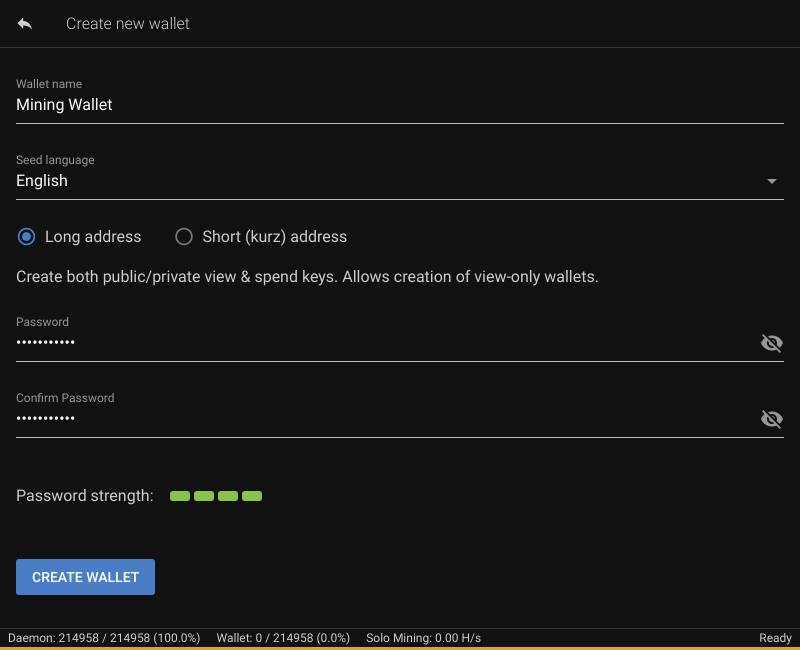 Create new wallet
Wallet name
Mining Wallet
Seed language
English
Long address Short (kurz) address
Create both public/private view & spend keys. Allows creation of view-only wallets.
Password
•••••••••••
Confirm Password
•••••••••••
Password strength:
CREATE WALLET
Daemon: 214958 / 214958 (100.0%) Wallet: 0 / 214958 (0.0%) Solo Mining: 0.00 H/s Ready